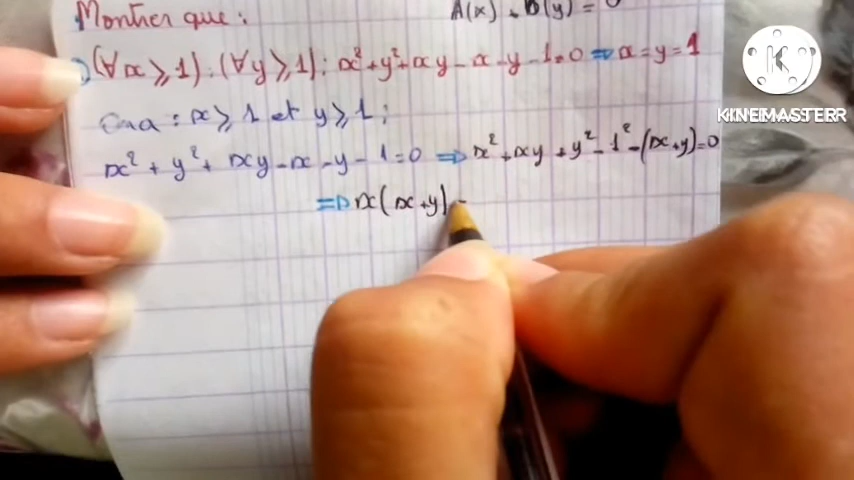 Montrer que :
A(x) . B(y) = 0
(∀x ⩾ 1) ; (∀y ⩾ 1) : x² + y² + xy - x - y - 1 = 0 ⇒ x = y = 1
On a : x ⩾ 1 et y ⩾ 1 ;
x² + y² + xy - x - y - 1 = 0 ⇒ x² + xy + y² - 1² - (x + y) = 0
⇒ x(x + y) -
KINEMASTER